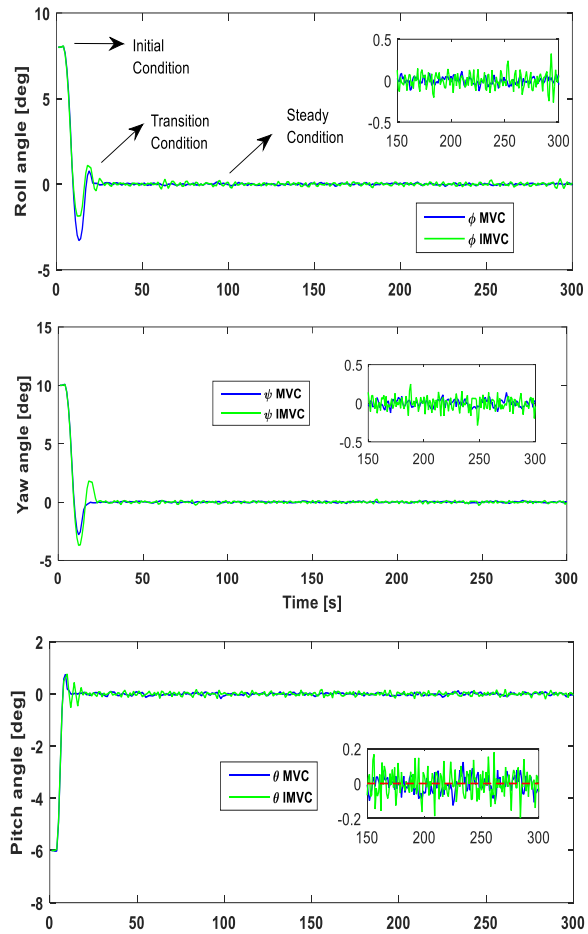 Roll angle [deg]
10
5
0
-5
0 50 100 150 200 250 300
Initial
Condition
Transition
Condition
Steady
Condition
0.5
0
-0.5
150 200 250 300
ϕ MVC
ϕ IMVC
Yaw angle [deg]
15
10
5
0
-5
0 50 100 150 200 250 300
Time [s]
ψ MVC
ψ IMVC
0.5
0
-0.5
150 200 250 300
Pitch angle [deg]
2
0
-2
-4
-6
-8
0 50 100 150 200 250 300
θ MVC
θ IMVC
0.2
0
-0.2
150 200 250 300